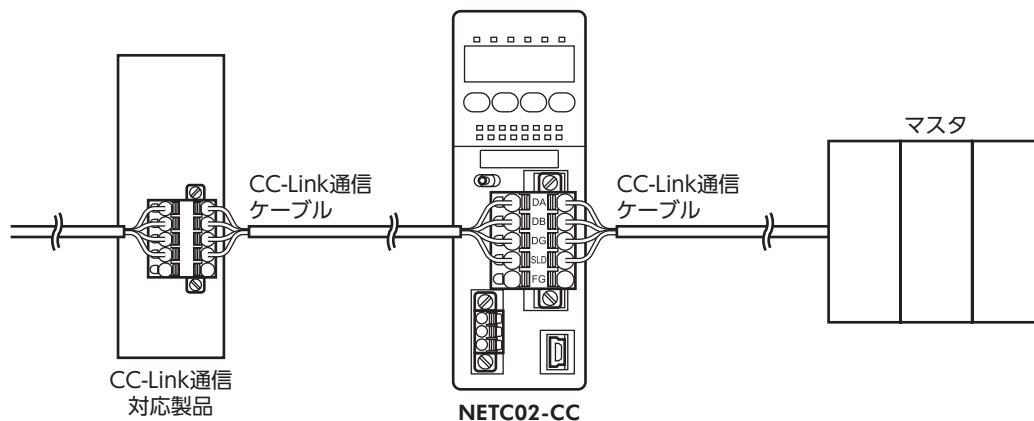 マスタ
CC-Link通信
ケーブル
CC-Link通信
ケーブル
DA
DB
DG
SLD
FG
CC-Link通信
対応製品
NETC02-CC